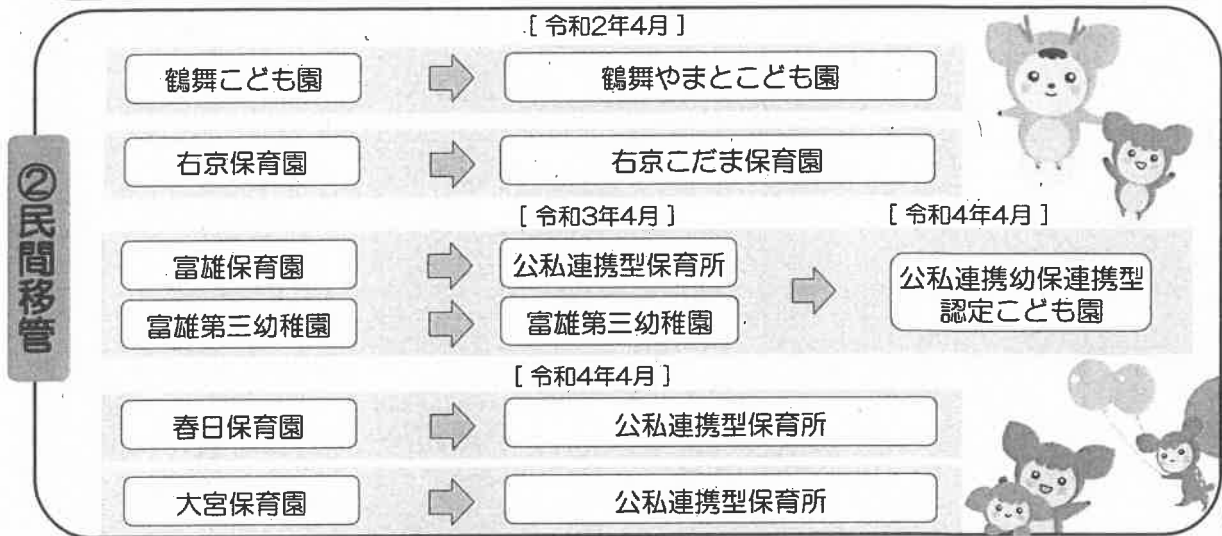 ②民間移管
[ 令和2年4月 ]
鶴舞こども園
鶴舞やまとこども園
右京保育園
右京こだま保育園
[ 令和3年4月 ]
[ 令和4年4月 ]
富雄保育園
公私連携型保育所
富雄第三幼稚園
富雄第三幼稚園
公私連携幼保連携型
認定こども園
[ 令和4年4月 ]
春日保育園
公私連携型保育所
大宮保育園
公私連携型保育所